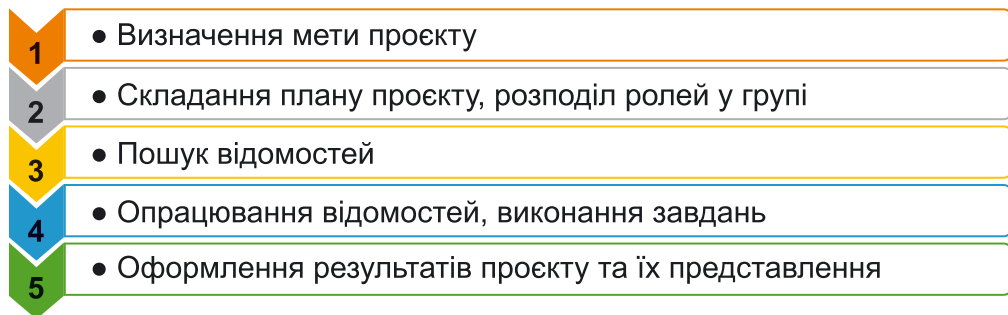 1 ● Визначення мети проєкту
2 ● Складання плану проєкту, розподіл ролей у групі
3 ● Пошук відомостей
4 ● Опрацювання відомостей, виконання завдань
5 ● Оформлення результатів проєкту та їх представлення